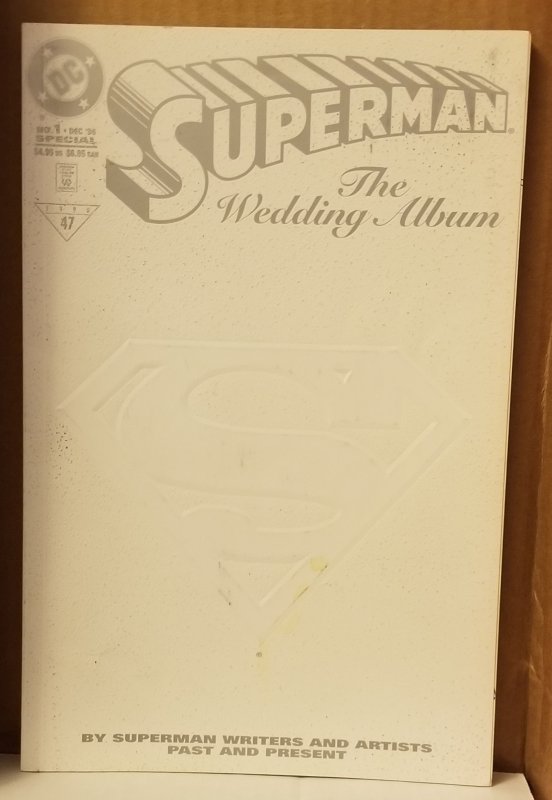 DC
NO. 1 • DEC '96
SPECIAL
$4.95 US $6.95 CAN
SUPERMAN®
The
Wedding Album
1996
47
S
BY SUPERMAN WRITERS AND ARTISTS
PAST AND PRESENT